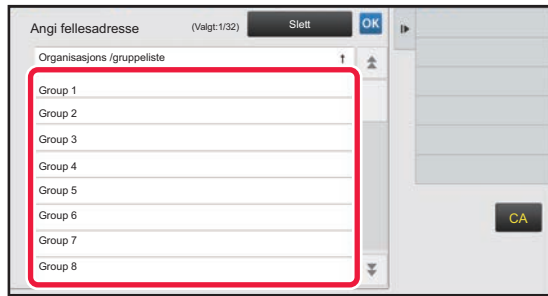 Angi fellesadresse (Valgt:1/32) Slett OK
Organisasjons /gruppeliste ↑
Group 1
Group 2
Group 3
Group 4
Group 5
Group 6
CA
Group 7
Group 8